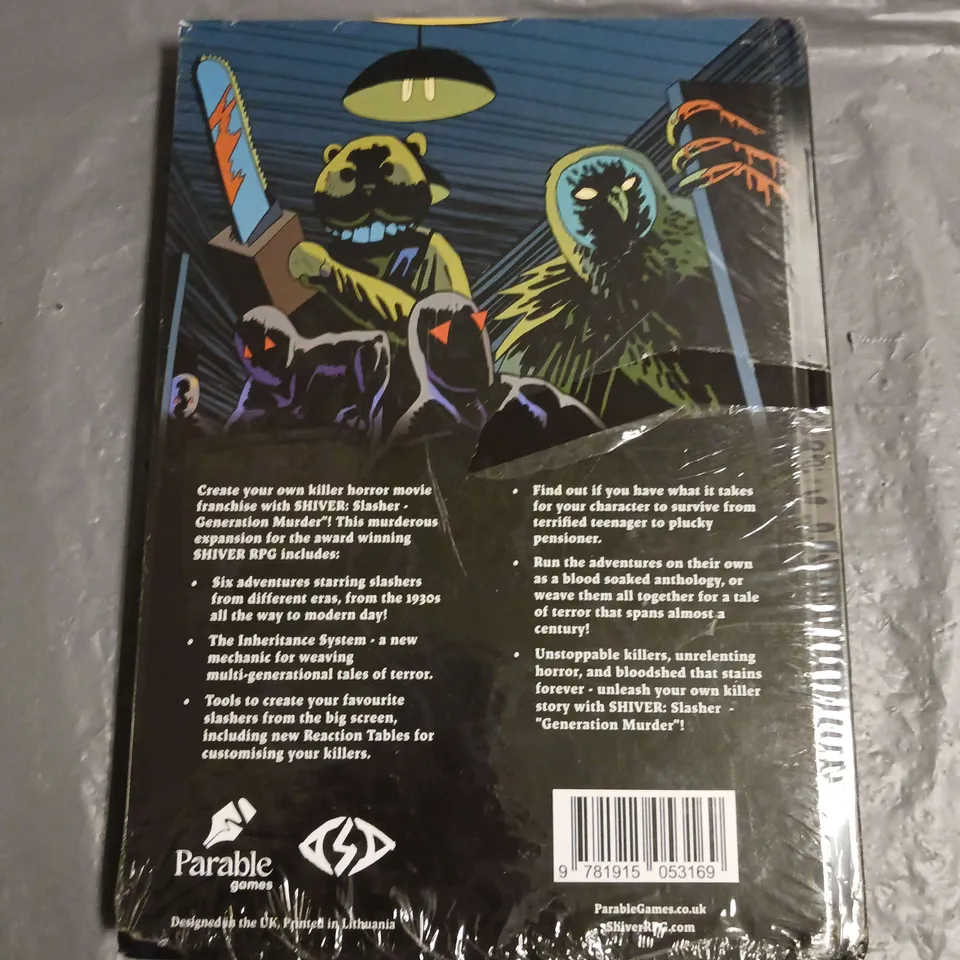 Create your own killer horror movie
franchise with SHIVER: Slasher -
Generation Murder"! This murderous
expansion for the award winning
SHIVER RPG includes:
• Six adventures starring slashers
from different eras, from the 1930s
all the way to modern day!
• The Inheritance System - a new
mechanic for weaving
multi-generational tales of terror.
• Tools to create your favourite
slashers from the big screen,
including new Reaction Tables for
customising your killers.
• Find out if you have what it takes
for your character to survive from
terrified teenager to plucky
pensioner.
• Run the adventures on their own
as a blood soaked anthology, or
weave them all together for a tale
of terror that spans almost a
century!
• Unstoppable killers, unrelenting
horror, and bloodshed that stains
forever - unleash your own killer
story with SHIVER: Slasher -
"Generation Murder"!
Parable
games
9 781915 053169
Designed in the UK, Printed in Lithuania
ParableGames.co.uk
ShiverRPG.com